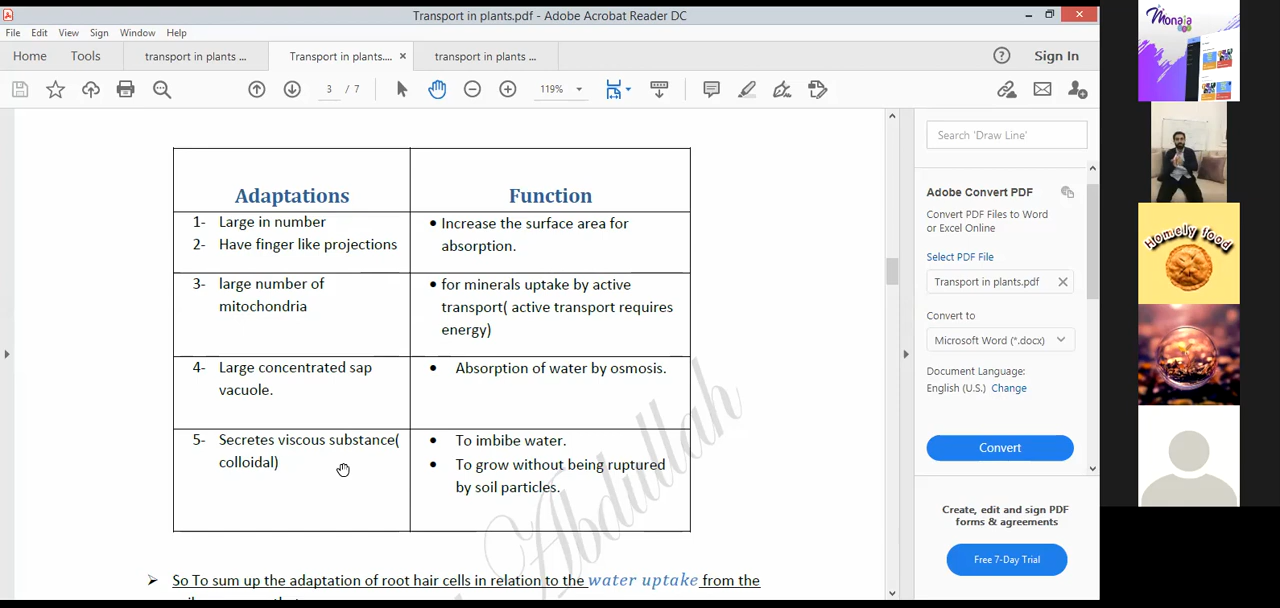 Transport in plants.pdf - Adobe Acrobat Reader DC
File Edit View Sign Window Help
Home Tools transport in plants ... Transport in plants.... × transport in plants ... Sign In
3 / 7 119%
Adaptations Function
1- Large in number
2- Have finger like projections
• Increase the surface area for
absorption.
3- large number of
mitochondria
• for minerals uptake by active
transport( active transport requires
energy)
4- Large concentrated sap
vacuole.
• Absorption of water by osmosis.
5- Secretes viscous substance(
colloidal)
• To imbibe water.
• To grow without being ruptured
by soil particles.
Abdullah
➢ So To sum up the adaptation of root hair cells in relation to the water uptake from the
Search 'Draw Line'
Adobe Convert PDF
Convert PDF Files to Word
or Excel Online
Select PDF File
Transport in plants.pdf ×
Convert to
Microsoft Word (*.docx)
Document Language:
English (U.S.) Change
Convert
Create, edit and sign PDF
forms & agreements
Free 7-Day Trial
Monaia
Homely food